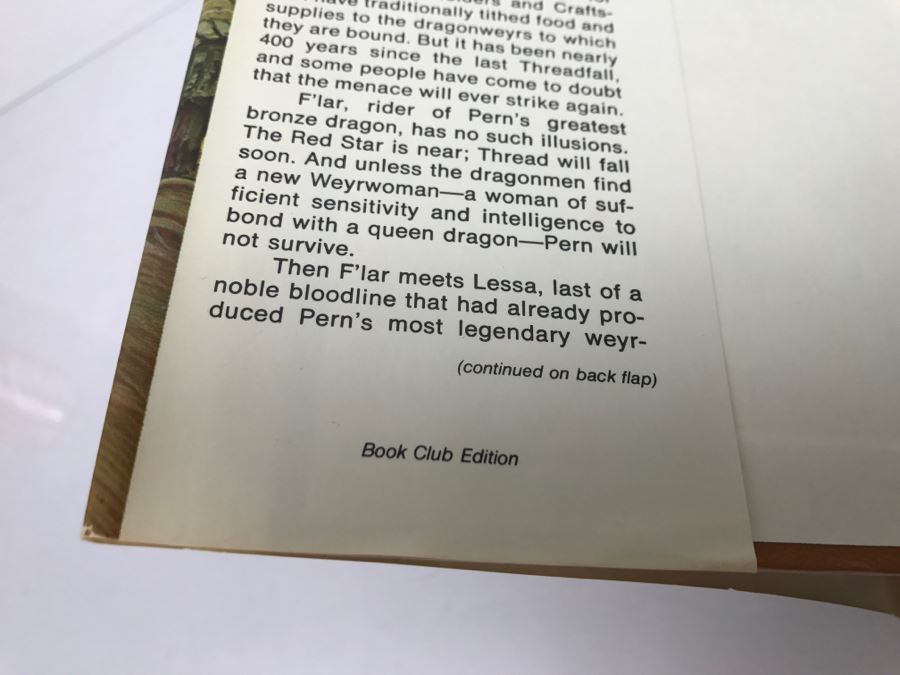 and Crafts-
have traditionally tithed food and
supplies to the dragonweyrs to which
they are bound. But it has been nearly
400 years since the last Threadfall,
and some people have come to doubt
that the menace will ever strike again.
F'lar, rider of Pern's greatest
bronze dragon, has no such illusions.
The Red Star is near; Thread will fall
soon. And unless the dragonmen find
a new Weyrwoman—a woman of suf-
ficient sensitivity and intelligence to
bond with a queen dragon—Pern will
not survive.
Then F'lar meets Lessa, last of a
noble bloodline that had already pro-
duced Pern's most legendary weyr-
(continued on back flap)
Book Club Edition